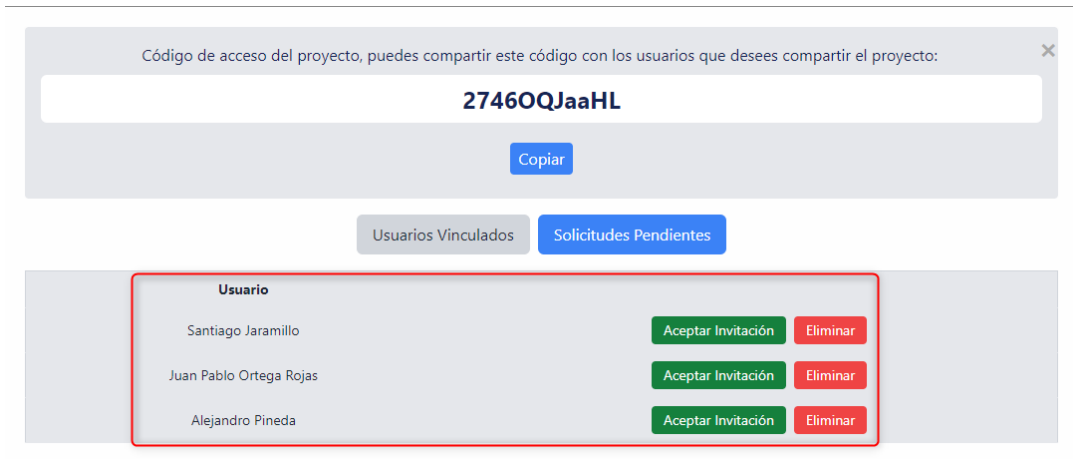 Código de acceso del proyecto, puedes compartir este código con los usuarios que desees compartir el proyecto:
×
2746OQJaaHL
Copiar
Usuarios Vinculados Solicitudes Pendientes
Usuario
Santiago Jaramillo Aceptar Invitación Eliminar
Juan Pablo Ortega Rojas Aceptar Invitación Eliminar
Alejandro Pineda Aceptar Invitación Eliminar